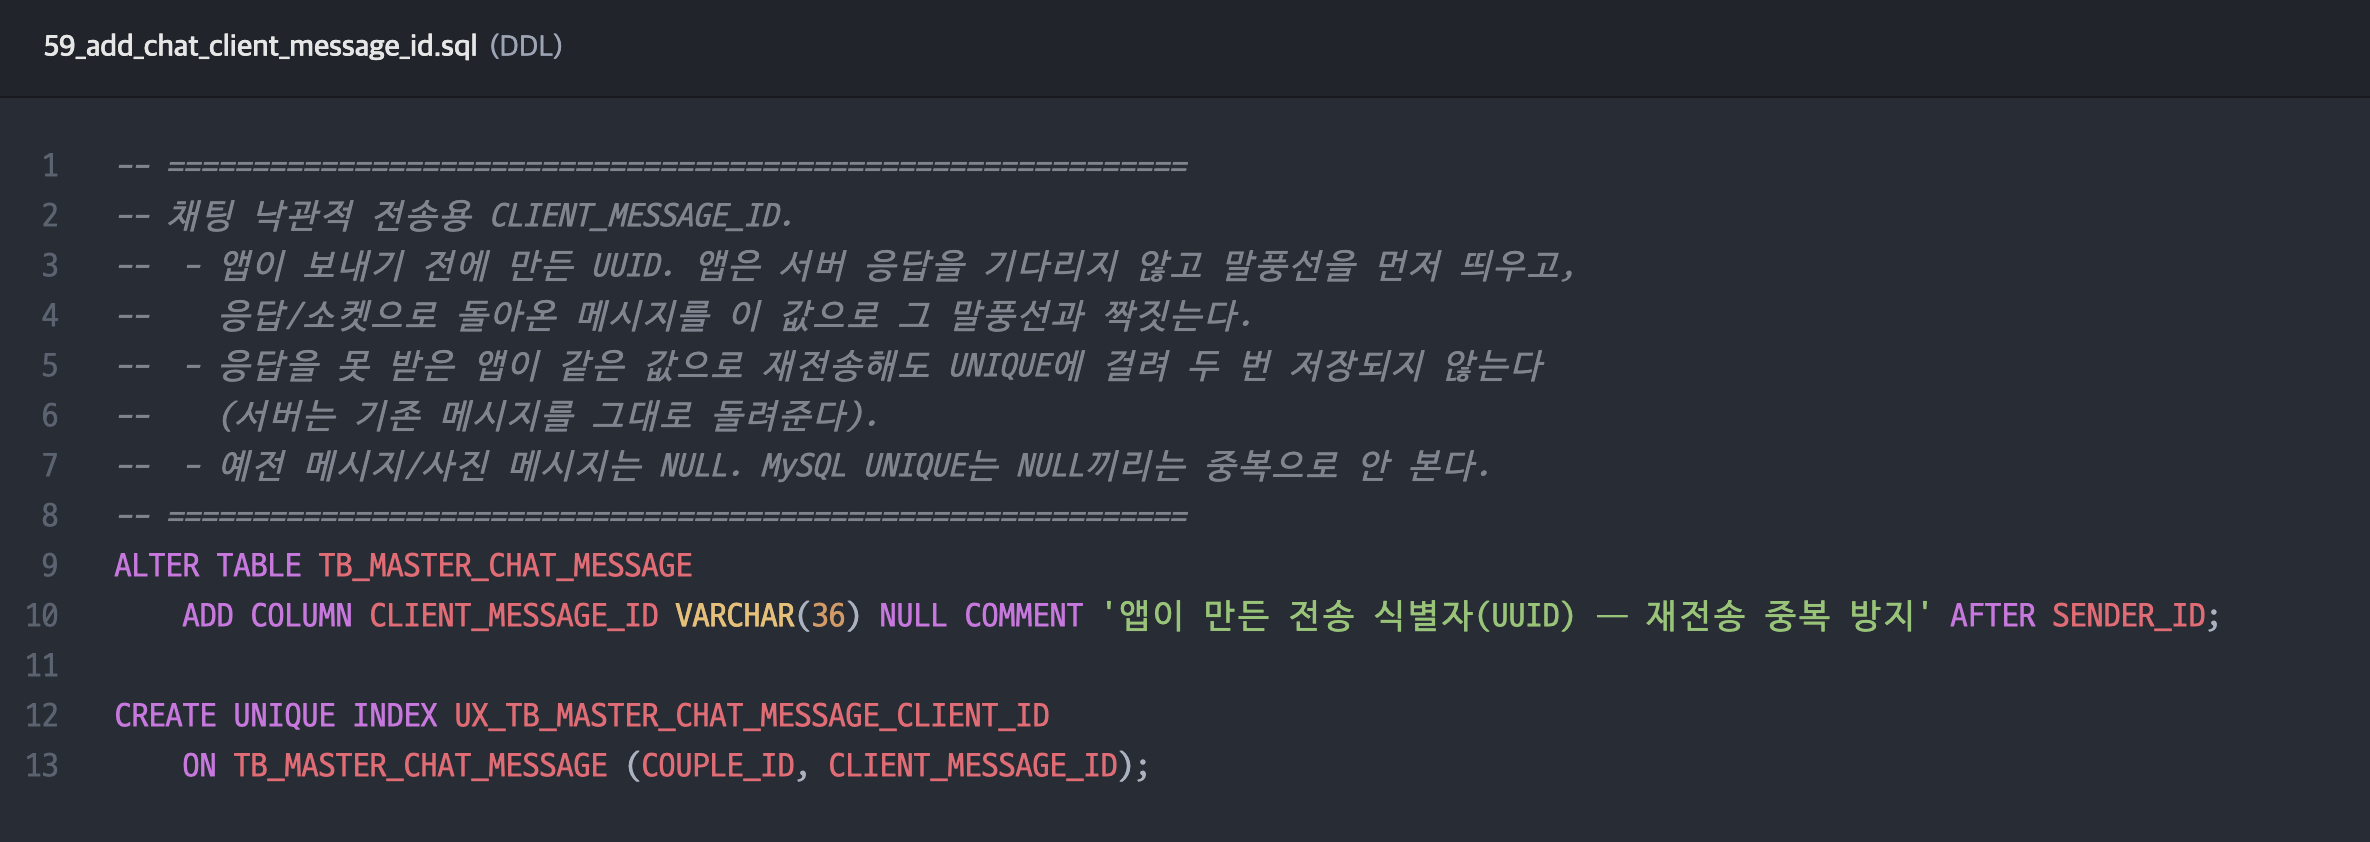 59_add_chat_client_message_id.sql (DDL)
1 -- ============================================================
2 -- 채팅 낙관적 전송용 CLIENT_MESSAGE_ID.
3 --  - 앱이 보내기 전에 만든 UUID. 앱은 서버 응답을 기다리지 않고 말풍선을 먼저 띄우고,
4 --    응답/소켓으로 돌아온 메시지를 이 값으로 그 말풍선과 짝짓는다.
5 --  - 응답을 못 받은 앱이 같은 값으로 재전송해도 UNIQUE에 걸려 두 번 저장되지 않는다
6 --    (서버는 기존 메시지를 그대로 돌려준다).
7 --  - 예전 메시지/사진 메시지는 NULL. MySQL UNIQUE는 NULL끼리는 중복으로 안 본다.
8 -- ============================================================
9 ALTER TABLE TB_MASTER_CHAT_MESSAGE
10     ADD COLUMN CLIENT_MESSAGE_ID VARCHAR(36) NULL COMMENT '앱이 만든 전송 식별자(UUID) — 재전송 중복 방지' AFTER SENDER_ID;
11
12 CREATE UNIQUE INDEX UX_TB_MASTER_CHAT_MESSAGE_CLIENT_ID
13     ON TB_MASTER_CHAT_MESSAGE (COUPLE_ID, CLIENT_MESSAGE_ID);